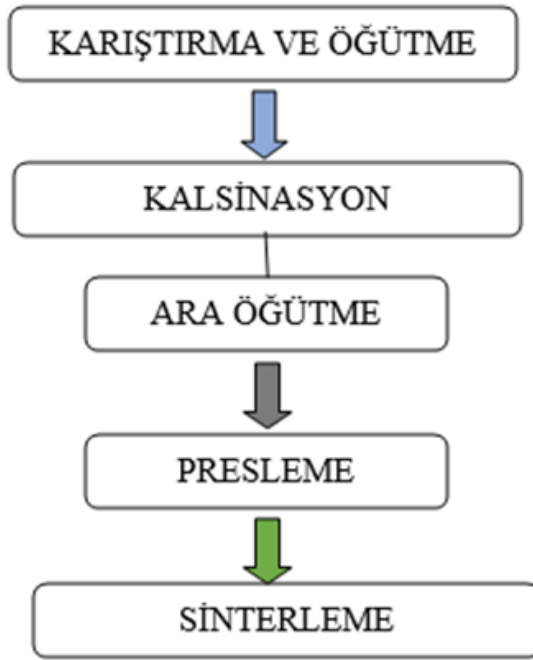 KARIŞTIRMA VE ÖĞÜTME
KALSİNASYON
ARA ÖĞÜTME
PRESLEME
SİNTERLEME